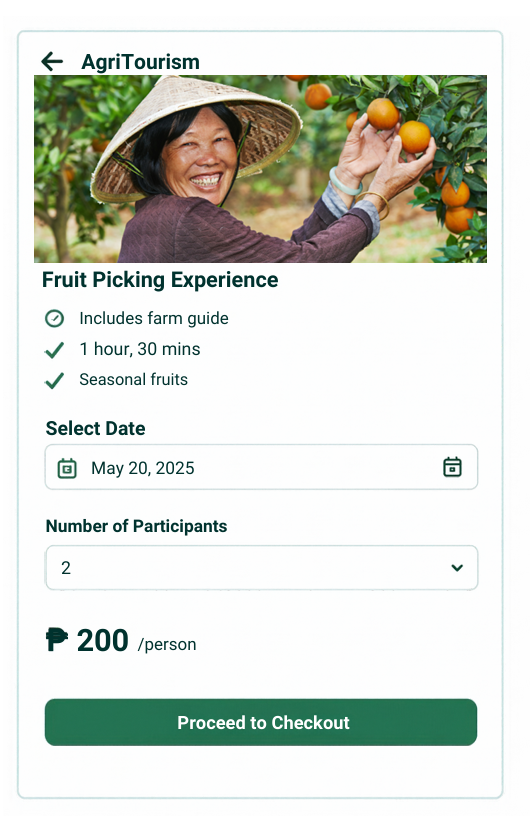 AgriTourism
Fruit Picking Experience
Includes farm guide
1 hour, 30 mins
Seasonal fruits
Select Date
May 20, 2025
Number of Participants
2
₱ 200 /person
Proceed to Checkout